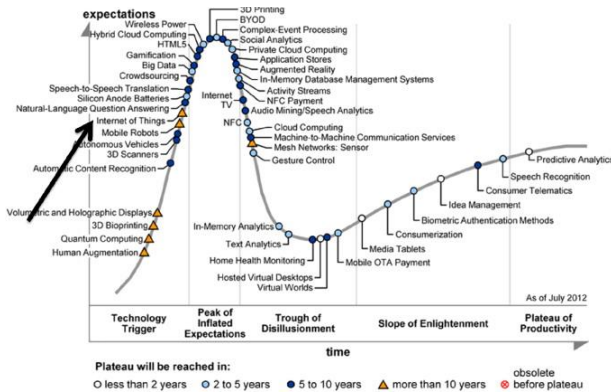 expectations
3D Printing
BYOD
Wireless Power
Complex-Event Processing
Hybrid Cloud Computing
Social Analytics
HTML5
Private Cloud Computing
Gamification
Application Stores
Big Data
Augmented Reality
Crowdsourcing
In-Memory Database Management Systems
Speech-to-Speech Translation
Activity Streams
Silicon Anode Batteries
NFC Payment
Natural-Language Question Answering
Internet
TV
Audio Mining/Speech Analytics
Internet of Things
NFC
Mobile Robots
Cloud Computing
Autonomous Vehicles
Machine-to-Machine Communication Services
3D Scanners
Mesh Networks: Sensor
Automatic Content Recognition
Gesture Control
Predictive Analytics
Speech Recognition
Consumer Telematics
Idea Management
Volumetric and Holographic Displays
Biometric Authentication Methods
3D Bioprinting
In-Memory Analytics
Consumerization
Quantum Computing
Text Analytics
Media Tablets
Human Augmentation
Home Health Monitoring
Mobile OTA Payment
Hosted Virtual Desktops
Virtual Worlds
As of July 2012
Technology
Trigger
Peak of
Inflated
Expectations
Trough of
Disillusionment
Slope of Enlightenment
Plateau of
Productivity
time
Plateau will be reached in:
less than 2 years
2 to 5 years
5 to 10 years
more than 10 years
obsolete
before plateau